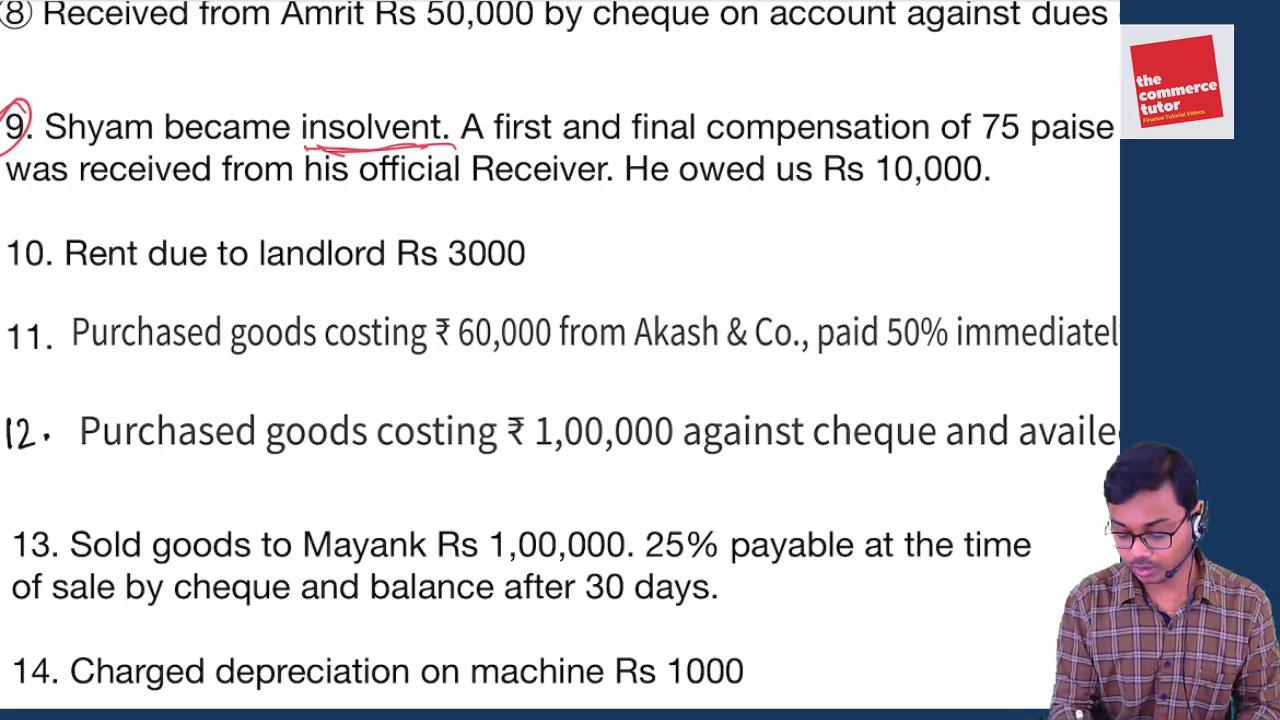 ⑧ Received from Amrit Rs 50,000 by cheque on account against dues
9. Shyam became insolvent. A first and final compensation of 75 paise
was received from his official Receiver. He owed us Rs 10,000.
10. Rent due to landlord Rs 3000
11. Purchased goods costing ₹ 60,000 from Akash & Co., paid 50%
12. Purchased goods costing ₹ 1,00,000 against cheque and
13. Sold goods to Mayank Rs 1,00,000. 25% payable at the time
of sale by cheque and balance after 30 days.
14. Charged depreciation on machine Rs 1000
the
commerce
tutor
Finance Tutorial Videos